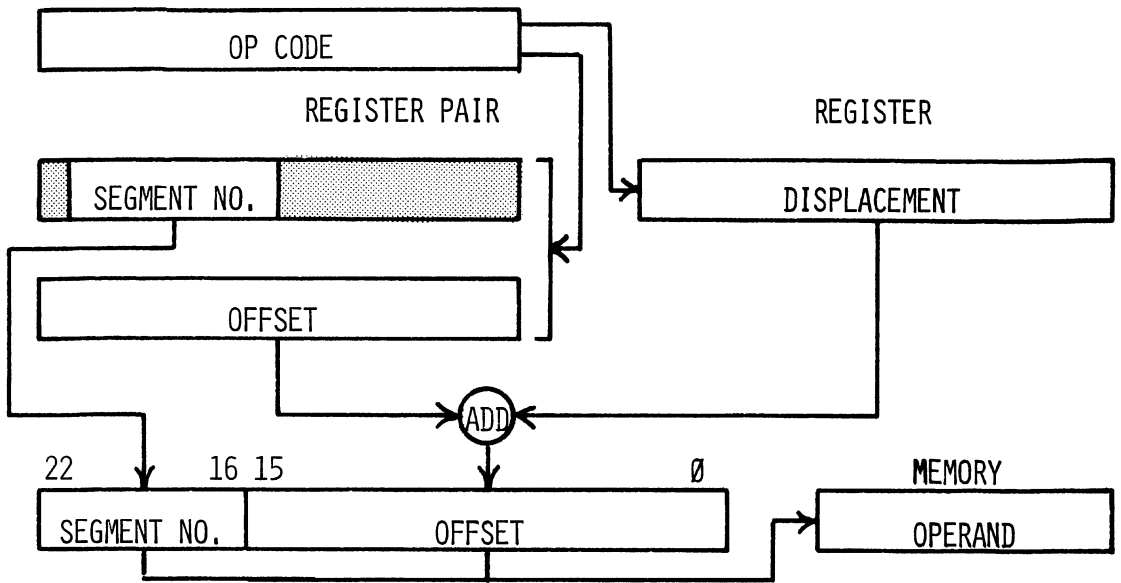 OP CODE
REGISTER PAIR
REGISTER
SEGMENT NO.
DISPLACEMENT
OFFSET
ADD
22 16 15 Ø
MEMORY
SEGMENT NO.
OFFSET
OPERAND